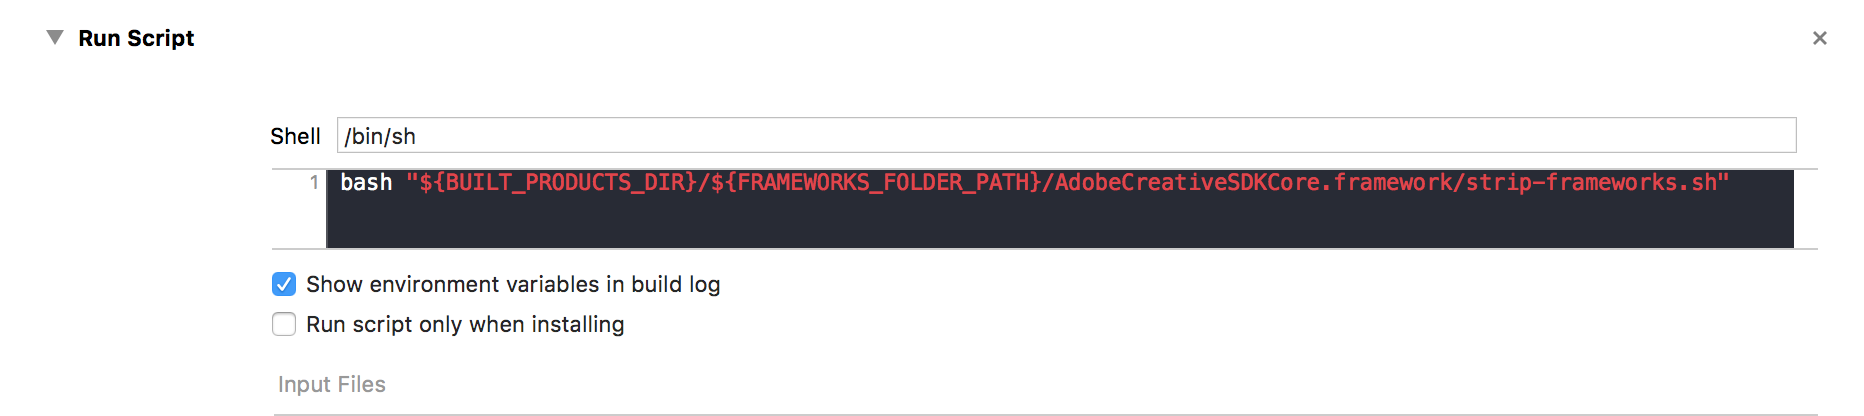 Run Script
Shell /bin/sh
1 bash "${BUILT_PRODUCTS_DIR}/${FRAMEWORKS_FOLDER_PATH}/AdobeCreativeSDKCore.framework/strip-frameworks.sh"
Show environment variables in build log
Run script only when installing
Input Files